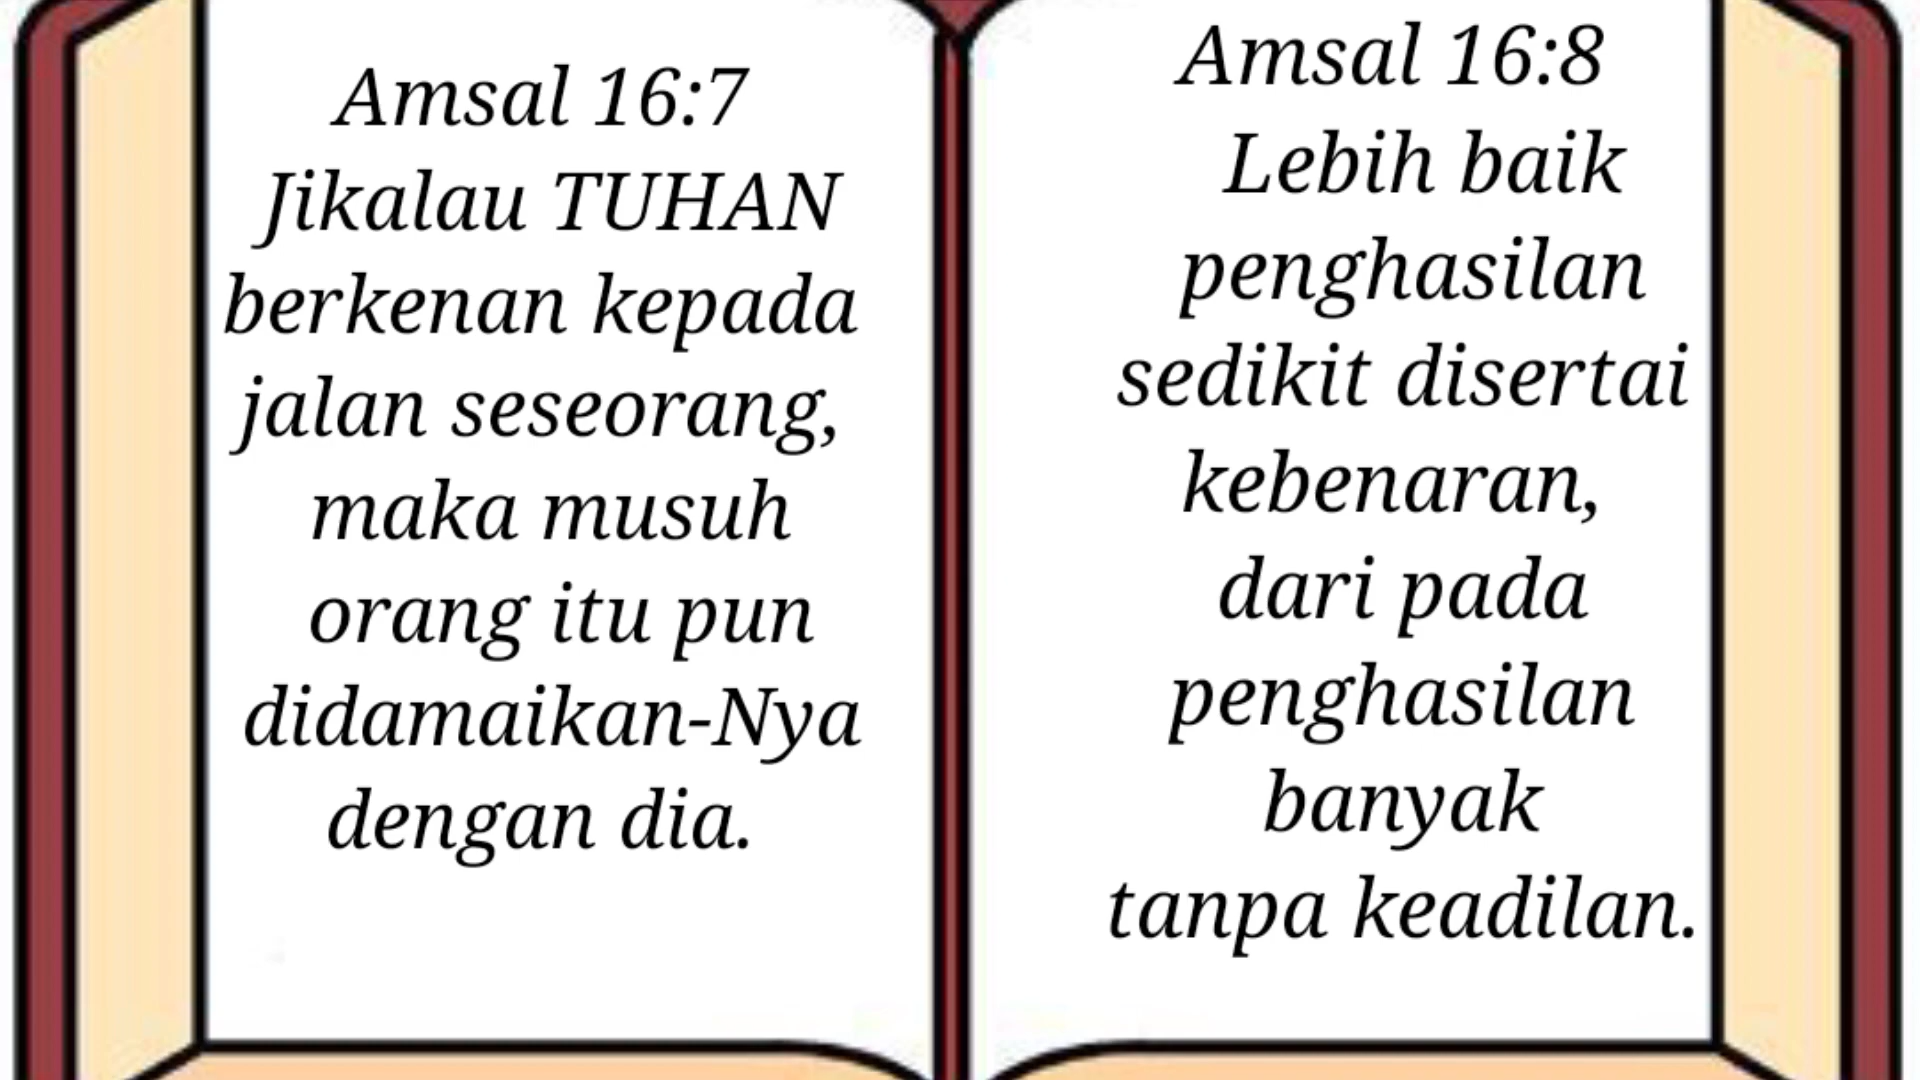 Amsal 16:7
Jikalau TUHAN
berkenan kepada
jalan seseorang,
maka musuh
orang itu pun
didamaikan-Nya
dengan dia.
Amsal 16:8
Lebih baik
penghasilan
sedikit disertai
kebenaran,
dari pada
penghasilan
banyak
tanpa keadilan.